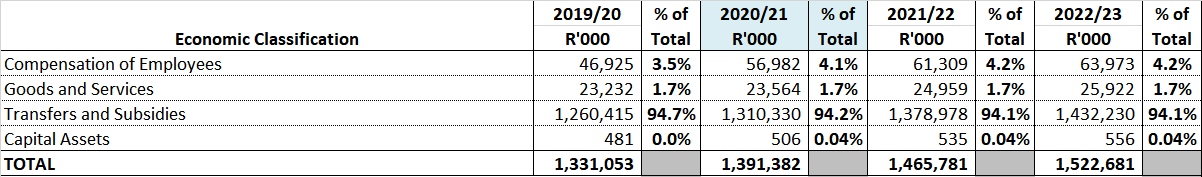 2019/20 % of 2020/21 % of 2021/22 % of 2022/23 % of
Economic Classification R'000 Total R'000 Total R'000 Total R'000 Total
Compensation of Employees 46,925 3.5% 56,982 4.1% 61,309 4.2% 63,973 4.2%
Goods and Services 23,232 1.7% 23,564 1.7% 24,959 1.7% 25,922 1.7%
Transfers and Subsidies 1,260,415 94.7% 1,310,330 94.2% 1,378,978 94.1% 1,432,230 94.1%
Capital Assets 481 0.0% 506 0.04% 535 0.04% 556 0.04%
TOTAL 1,331,053 1,391,382 1,465,781 1,522,681